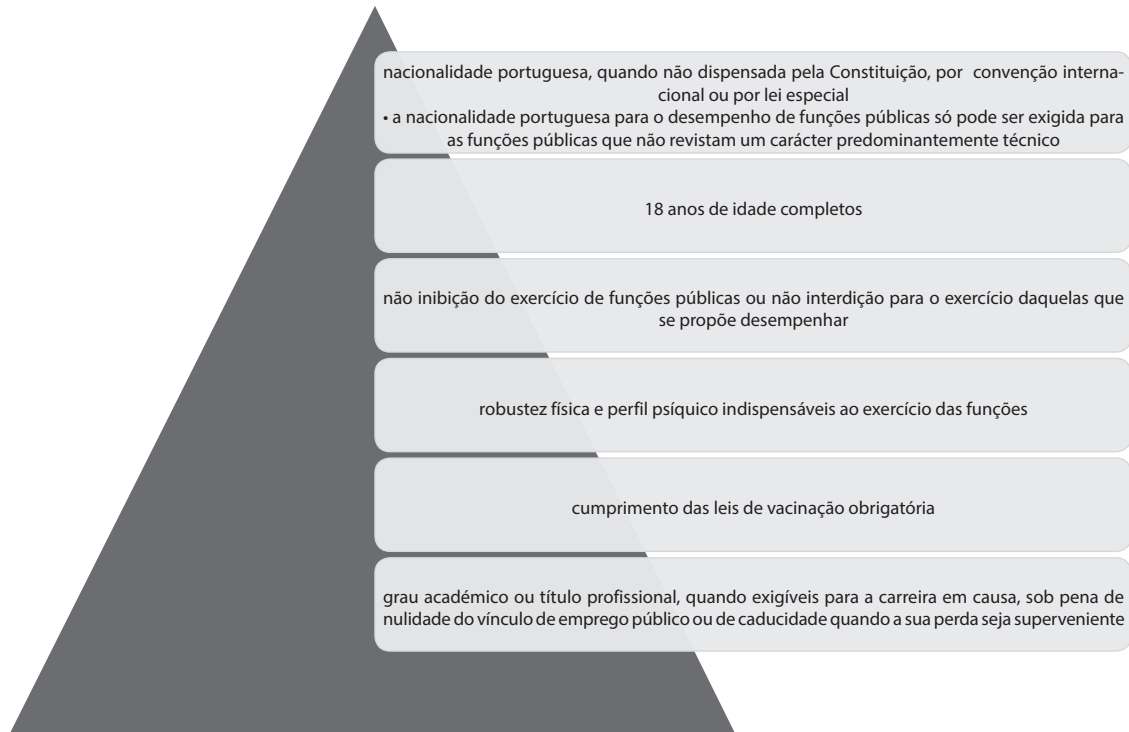 nacionalidade portuguesa, quando não dispensada pela Constituição, por convenção interna-
cional ou por lei especial
• a nacionalidade portuguesa para o desempenho de funções públicas só pode ser exigida para
as funções públicas que não revistam um carácter predominantemente técnico
18 anos de idade completos
não inibição do exercício de funções públicas ou não interdição para o exercício daquelas que
se propõe desempenhar
robustez física e perfil psíquico indispensáveis ao exercício das funções
cumprimento das leis de vacinação obrigatória
grau académico ou título profissional, quando exigíveis para a carreira em causa, sob pena de
nulidade do vínculo de emprego público ou de caducidade quando a sua perda seja superveniente